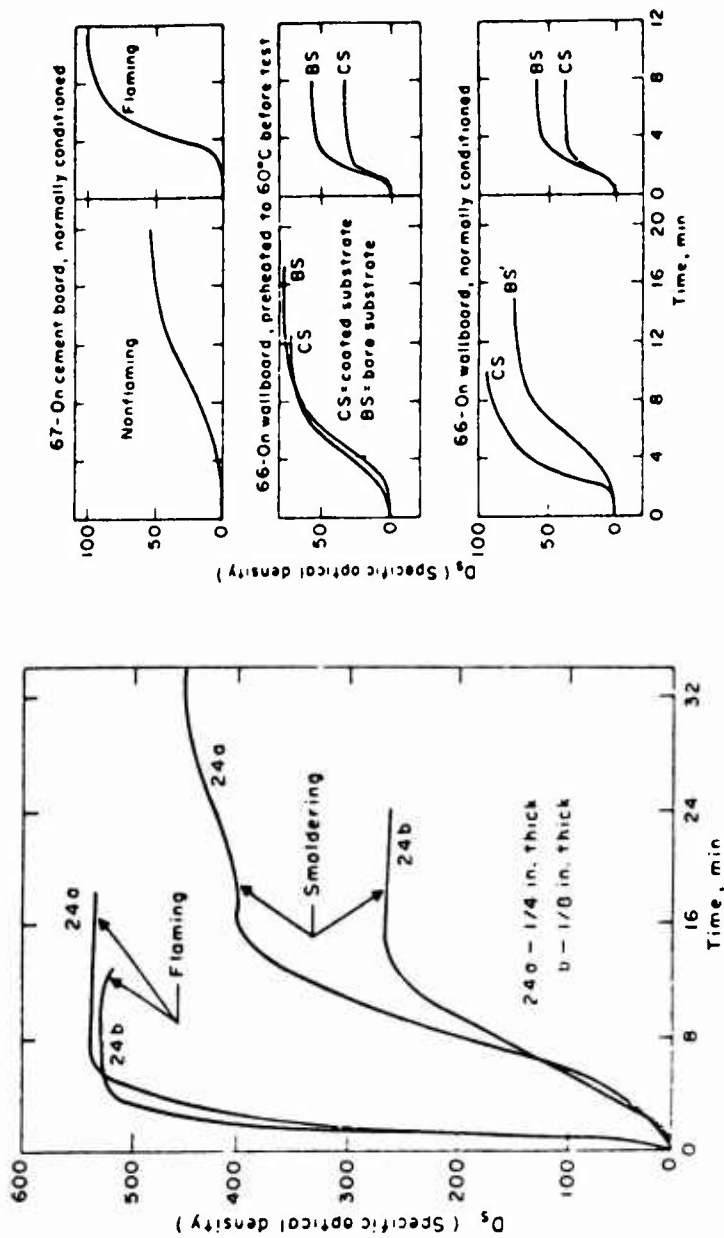 600
500
400
300
200
100
0
Ds (Specific optical density)
24a
24b
Flaming
24a
Smoldering
24b
24a – 1/4 in. thick
b – 1/8 in. thick
0
8
16
24
32
Time, min
67-On cement board, normally conditioned
100
50
0
Nonflaming
Flaming
66-On wallboard, preheated to 60°C before test
50
0
CS
BS
CS=coated substrate
BS=bare substrate
BS
CS
66-On wallboard, normally conditioned
100
50
0
CS
BS'
BS
CS
0
4
8
12
16
20
0
4
8
12
Time, min
Ds (Specific optical density)